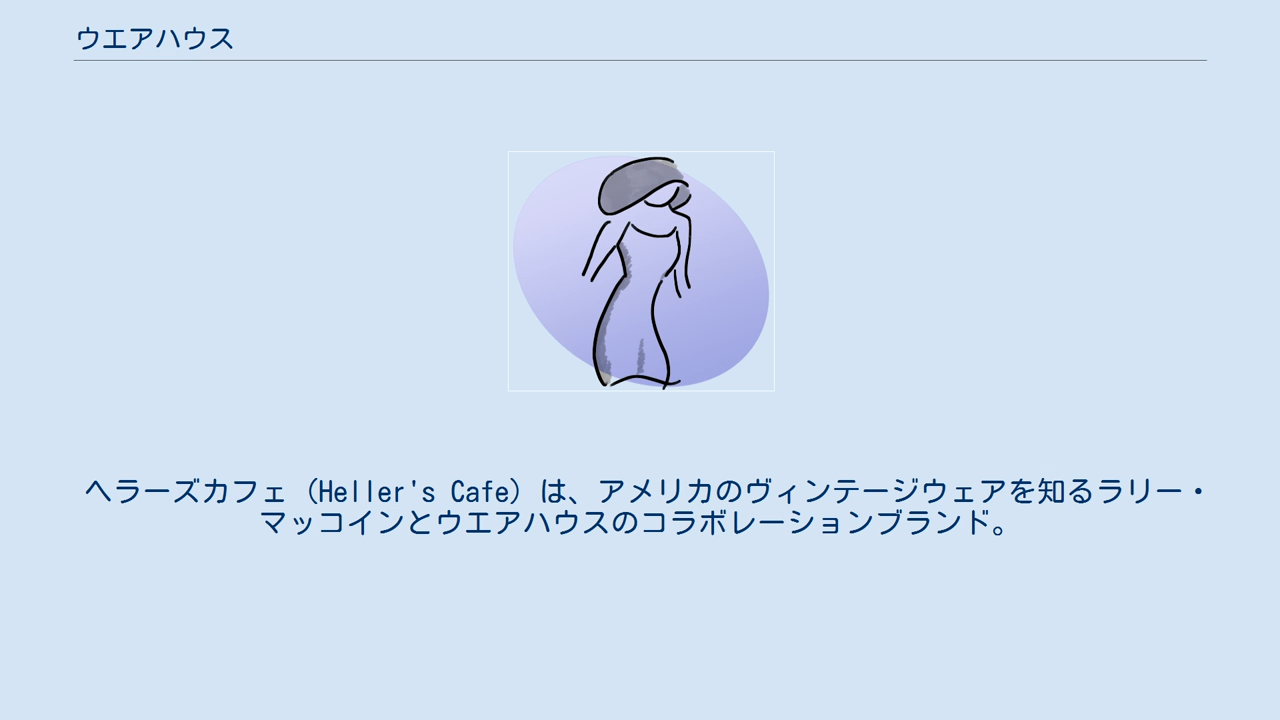 ウエアハウス
ヘラーズカフェ（Heller's Cafe）は、アメリカのヴィンテージウェアを知るラリー・
マッコインとウエアハウスのコラボレーションブランド。